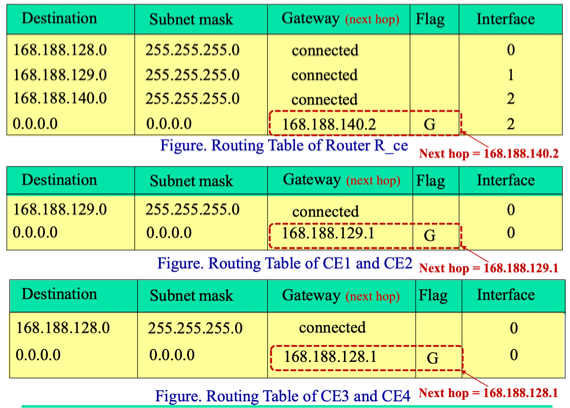 Destination Subnet mask Gateway (next hop) Flag Interface
168.188.128.0 255.255.255.0 connected 0
168.188.129.0 255.255.255.0 connected 1
168.188.140.0 255.255.255.0 connected 2
0.0.0.0 0.0.0.0 168.188.140.2 G 2
Figure. Routing Table of Router R_ce
Next hop = 168.188.140.2
Destination Subnet mask Gateway (next hop) Flag Interface
168.188.129.0 255.255.255.0 connected 0
0.0.0.0 0.0.0.0 168.188.129.1 G 0
Figure. Routing Table of CE1 and CE2
Next hop = 168.188.129.1
Destination Subnet mask Gateway (next hop) Flag Interface
168.188.128.0 255.255.255.0 connected 0
0.0.0.0 0.0.0.0 168.188.128.1 G 0
Figure. Routing Table of CE3 and CE4
Next hop = 168.188.128.1